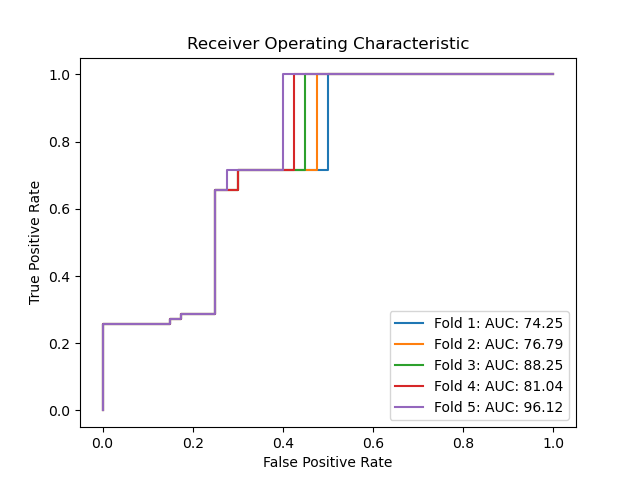 Receiver Operating Characteristic
True Positive Rate
1.0
0.8
0.6
0.4
0.2
0.0
0.0 0.2 0.4 0.6 0.8 1.0
False Positive Rate
Fold 1: AUC: 74.25
Fold 2: AUC: 76.79
Fold 3: AUC: 88.25
Fold 4: AUC: 81.04
Fold 5: AUC: 96.12